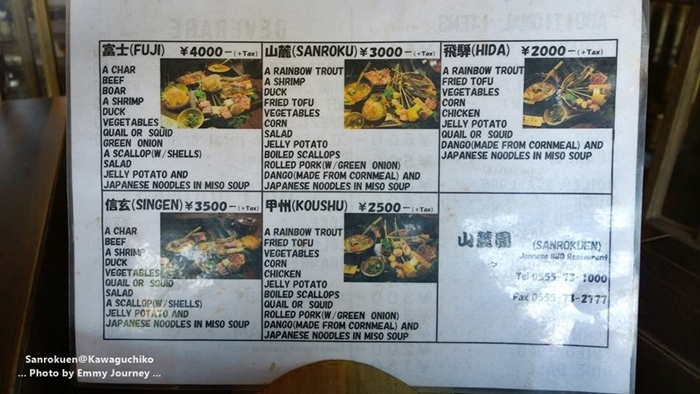 富士(FUJI) ¥4000-(+Tax)
A CHAR
BEEF
BOAR
A SHRIMP
DUCK
VEGETABLES
QUAIL OR SQUID
GREEN ONION
A SCALLOP(W/SHELLS)
SALAD
JELLY POTATO AND
JAPANESE NOODLES IN MISO SOUP
山麓(SANROKU) ¥3000-(+Tax)
A RAINBOW TROUT
A SHRIMP
DUCK
FRIED TOFU
VEGETABLES
CORN
SALAD
JELLY POTATO
BOILED SCALLOPS
ROLLED PORK(W/GREEN ONION)
DANGO(MADE FROM CORNMEAL) AND
JAPANESE NOODLES IN MISO SOUP
飛騨(HIDA) ¥2000-(+Tax)
A RAINBOW TROUT
FRIED TOFU
VEGETABLES
CORN
CHICKEN
JELLY POTATO
QUAIL OR SQUID
DANGO(MADE FROM CORNMEAL) AND
JAPANESE NOODLES IN MISO SOUP
信玄(SINGEN) ¥3500-(+Tax)
A CHAR
BEEF
A SHRIMP
DUCK
VEGETABLES
QUAIL OR SQUID
SALAD
A SCALLOP(W/SHELLS)
JELLY POTATO AND
JAPANESE NOODLES IN MISO SOUP
甲州(KOUSHU) ¥2500-(+Tax)
A RAINBOW TROUT
FRIED TOFU
VEGETABLES
CORN
CHICKEN
JELLY POTATO
BOILED SCALLOPS
QUAIL OR SQUID
ROLLED PORK(W/GREEN ONION)
DANGO(MADE FROM CORNMEAL) AND
JAPANESE NOODLES IN MISO SOUP
山麓園 (SANROKUEN)
BBQ Restaurant
Tel 0555-73-1000
Fax 0555-73-2777
Sanrokuen@Kawaguchiko
... Photo by Emmy Journey ...